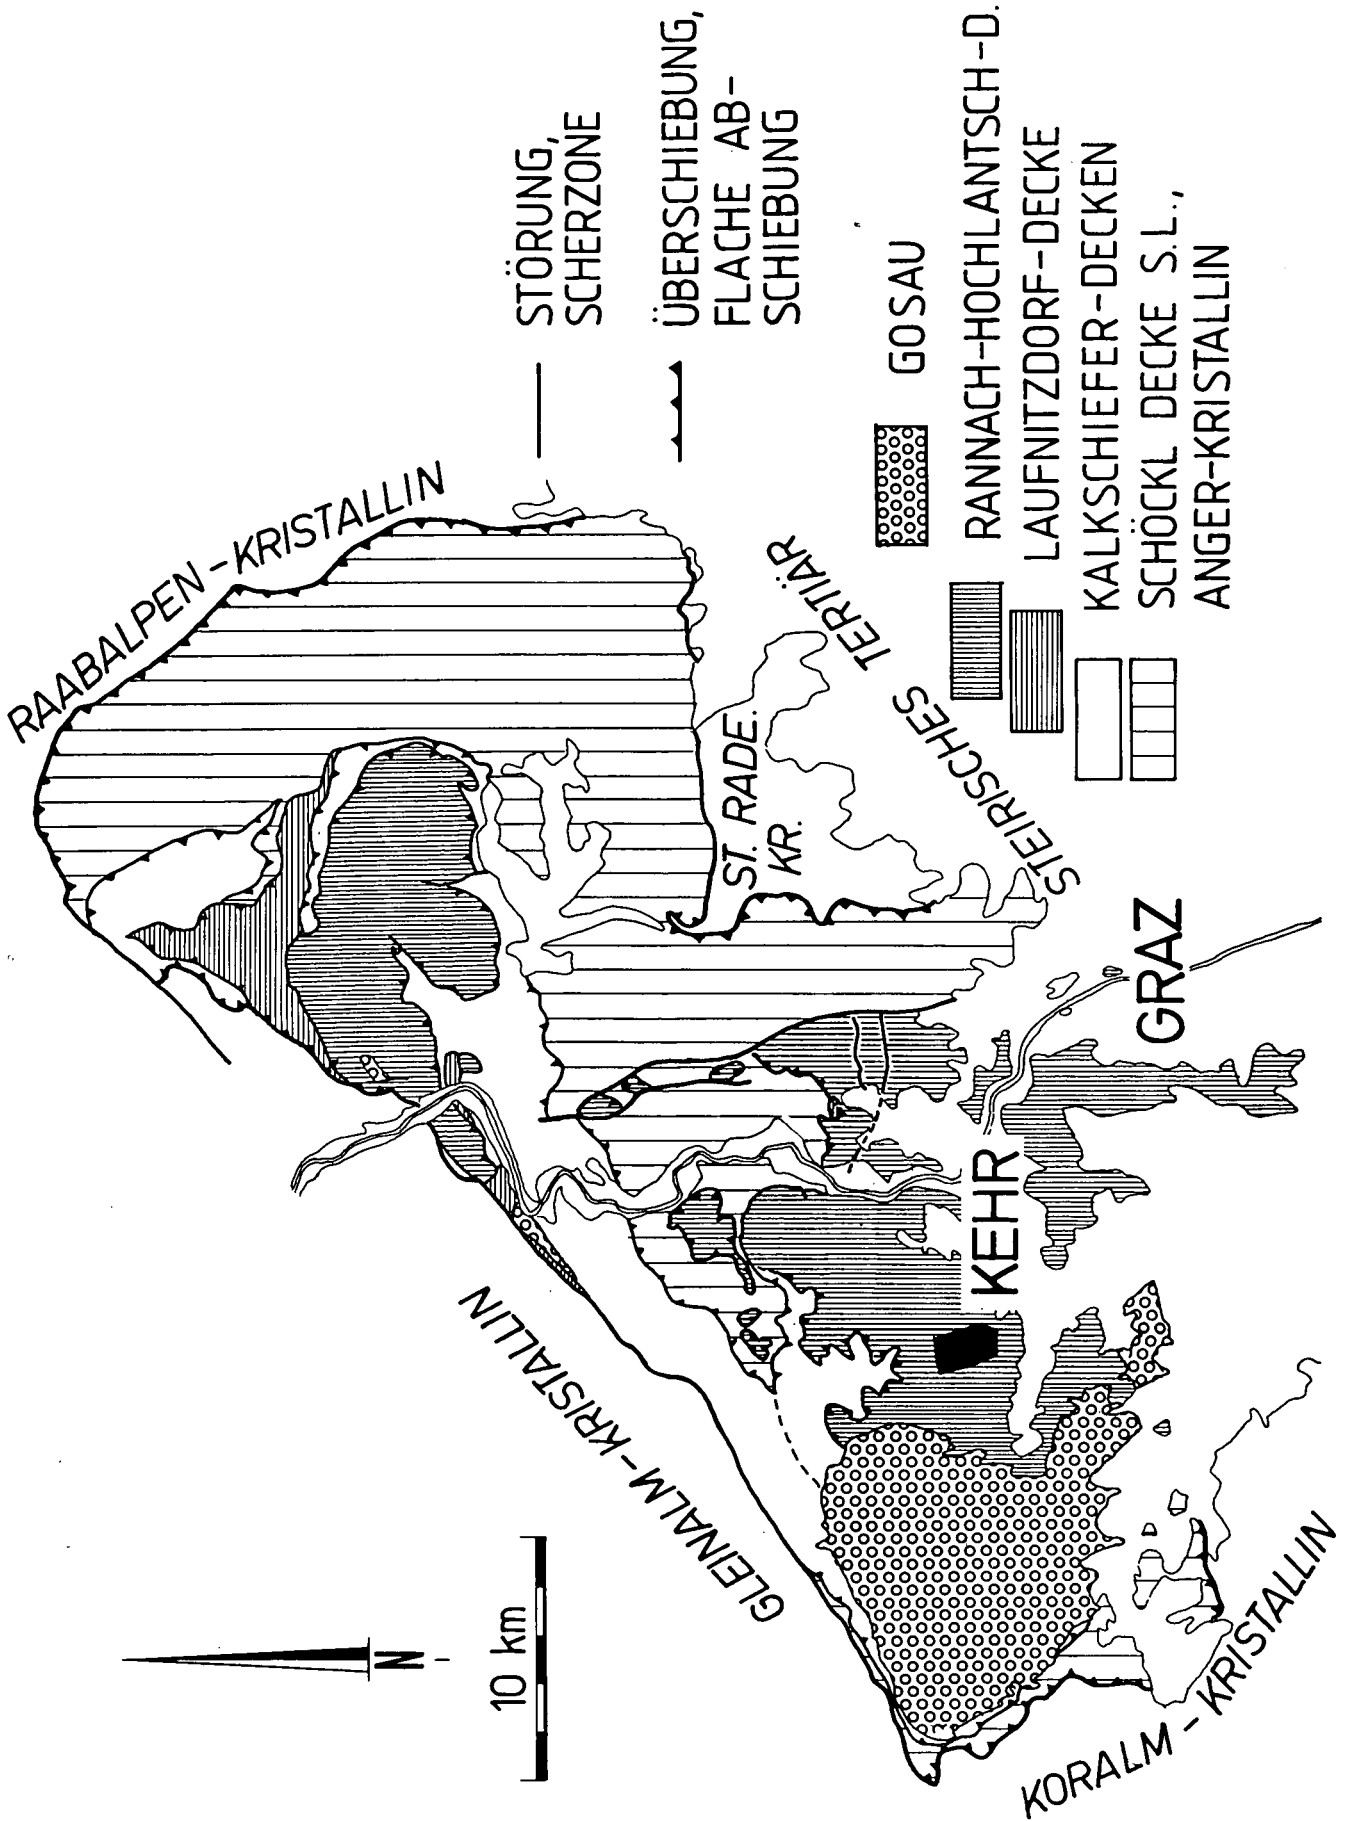 RAABALPEN-KRISTALLIN
GLEINALM-KRISTALLIN
KORALM-KRISTALLIN
STEIRISCHES TERTIÄR
ST. RADE.
KR.
KEHR
GRAZ
N
10 km
STÖRUNG,
SCHERZONE
ÜBERSCHIEBUNG,
FLACHE AB-
SCHIEBUNG
GOSAU
RANNACH-HOCHLANTSCH-D.
LAUFNITZDORF-DECKE
KALKSCHIEFER-DECKEN
SCHÖCKL DECKE S.L.,
ANGER-KRISTALLIN